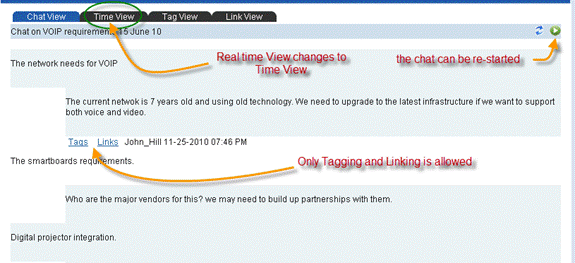 Chat View Time View Tag View Link View
Chat on VOIP requirements 15 June 10
Real time View changes to
Time View
the chat can be re-started
The network needs for VOIP
The current netwok is 7 years old and using old technology. We need to upgrade to the latest infrastructure if we want to support
both voice and video.
Tags Links John_Hill 11-25-2010 07:46 PM
The smartboards requirements.
Only Tagging and Linking is allowed
Who are the major vendors for this? we may need to build up partnerships with them.
Digital projector integration.